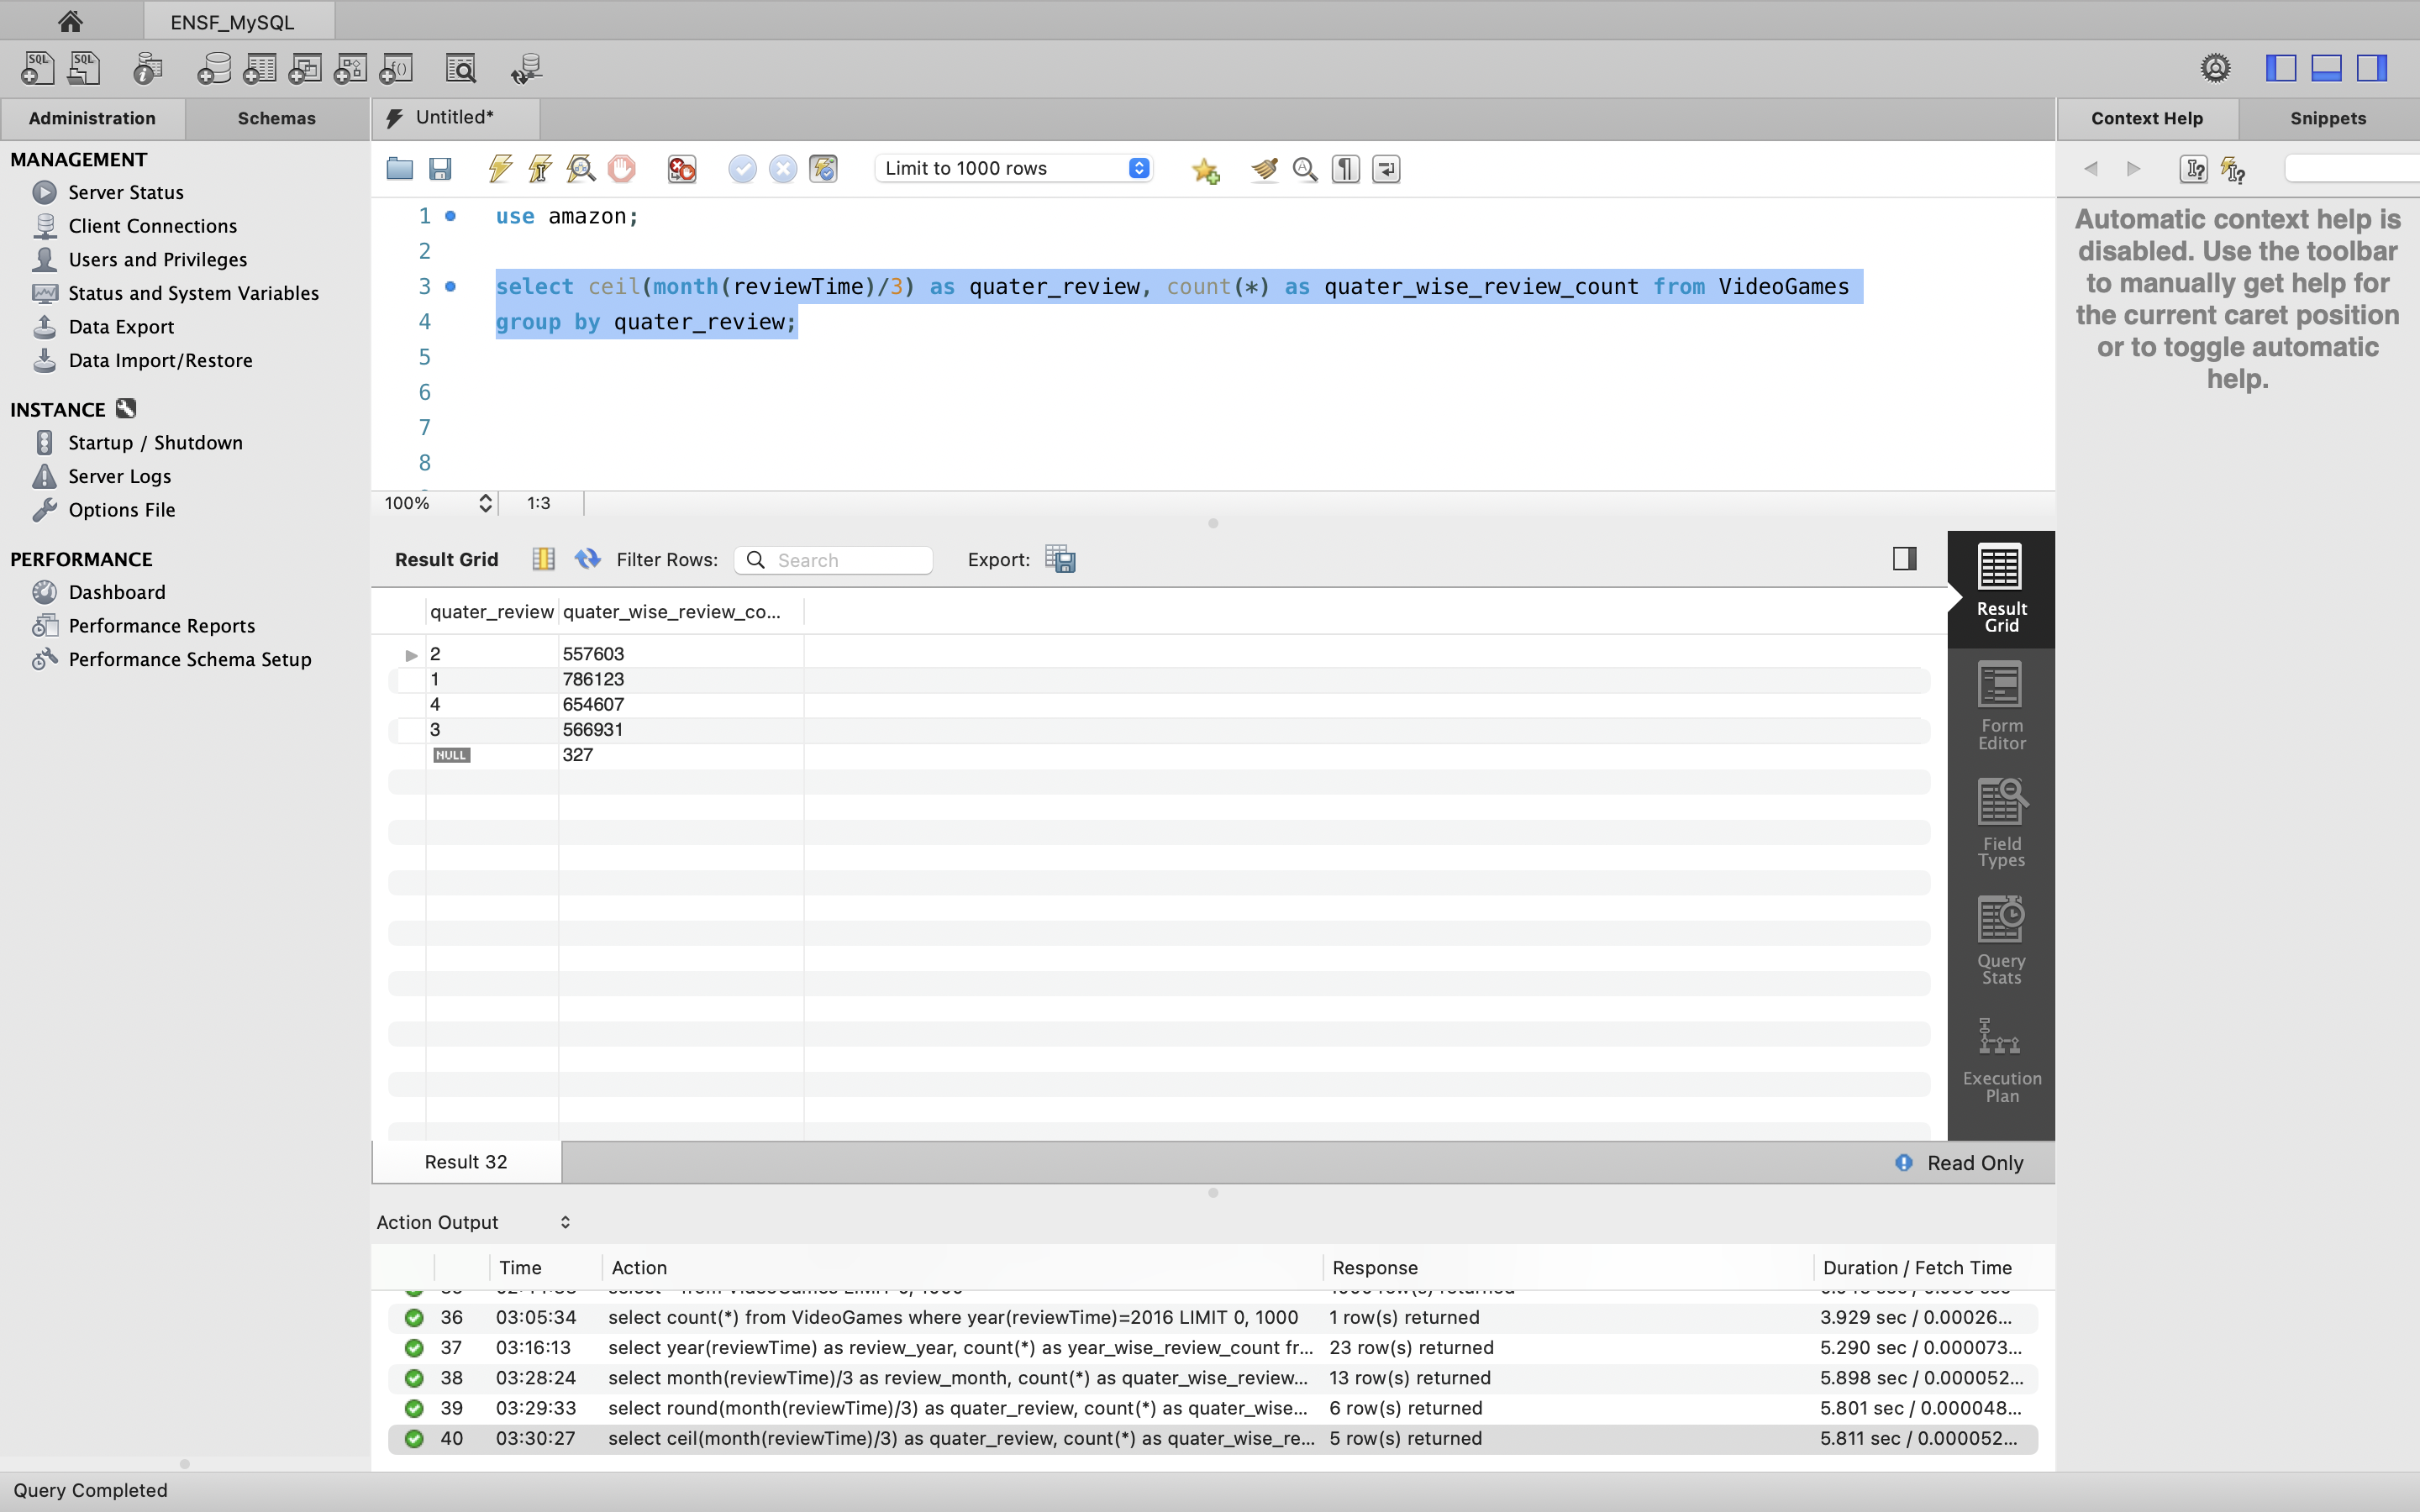 ENSF_MySQL
SQL SQL
Administration Schemas
Untitled*
Context Help Snippets
MANAGEMENT
Server Status
Client Connections
Users and Privileges
Status and System Variables
Data Export
Data Import/Restore
INSTANCE
Startup / Shutdown
Server Logs
Options File
PERFORMANCE
Dashboard
Performance Reports
Performance Schema Setup
Limit to 1000 rows
1 use amazon;
2
3 select ceil(month(reviewTime)/3) as quater_review, count(*) as quater_wise_review_count from VideoGames
4 group by quater_review;
5
6
7
8
100% 1:3
Automatic context help is
disabled. Use the toolbar
to manually get help for
the current caret position
or to toggle automatic
help.
Result Grid Filter Rows: Search Export:
quater_review quater_wise_review_co...
2 557603
1 786123
4 654607
3 566931
NULL 327
Result
Grid
Form
Editor
Field
Types
Query
Stats
Execution
Plan
Result 32 Read Only
Action Output
Time Action Response Duration / Fetch Time
36 03:05:34 select count(*) from VideoGames where year(reviewTime)=2016 LIMIT 0, 1000 1 row(s) returned 3.929 sec / 0.00026...
37 03:16:13 select year(reviewTime) as review_year, count(*) as year_wise_review_count fr... 23 row(s) returned 5.290 sec / 0.000073...
38 03:28:24 select month(reviewTime)/3 as review_month, count(*) as quater_wise_review... 13 row(s) returned 5.898 sec / 0.000052...
39 03:29:33 select round(month(reviewTime)/3) as quater_review, count(*) as quater_wise... 6 row(s) returned 5.801 sec / 0.000048...
40 03:30:27 select ceil(month(reviewTime)/3) as quater_review, count(*) as quater_wise_re... 5 row(s) returned 5.811 sec / 0.000052...
Query Completed